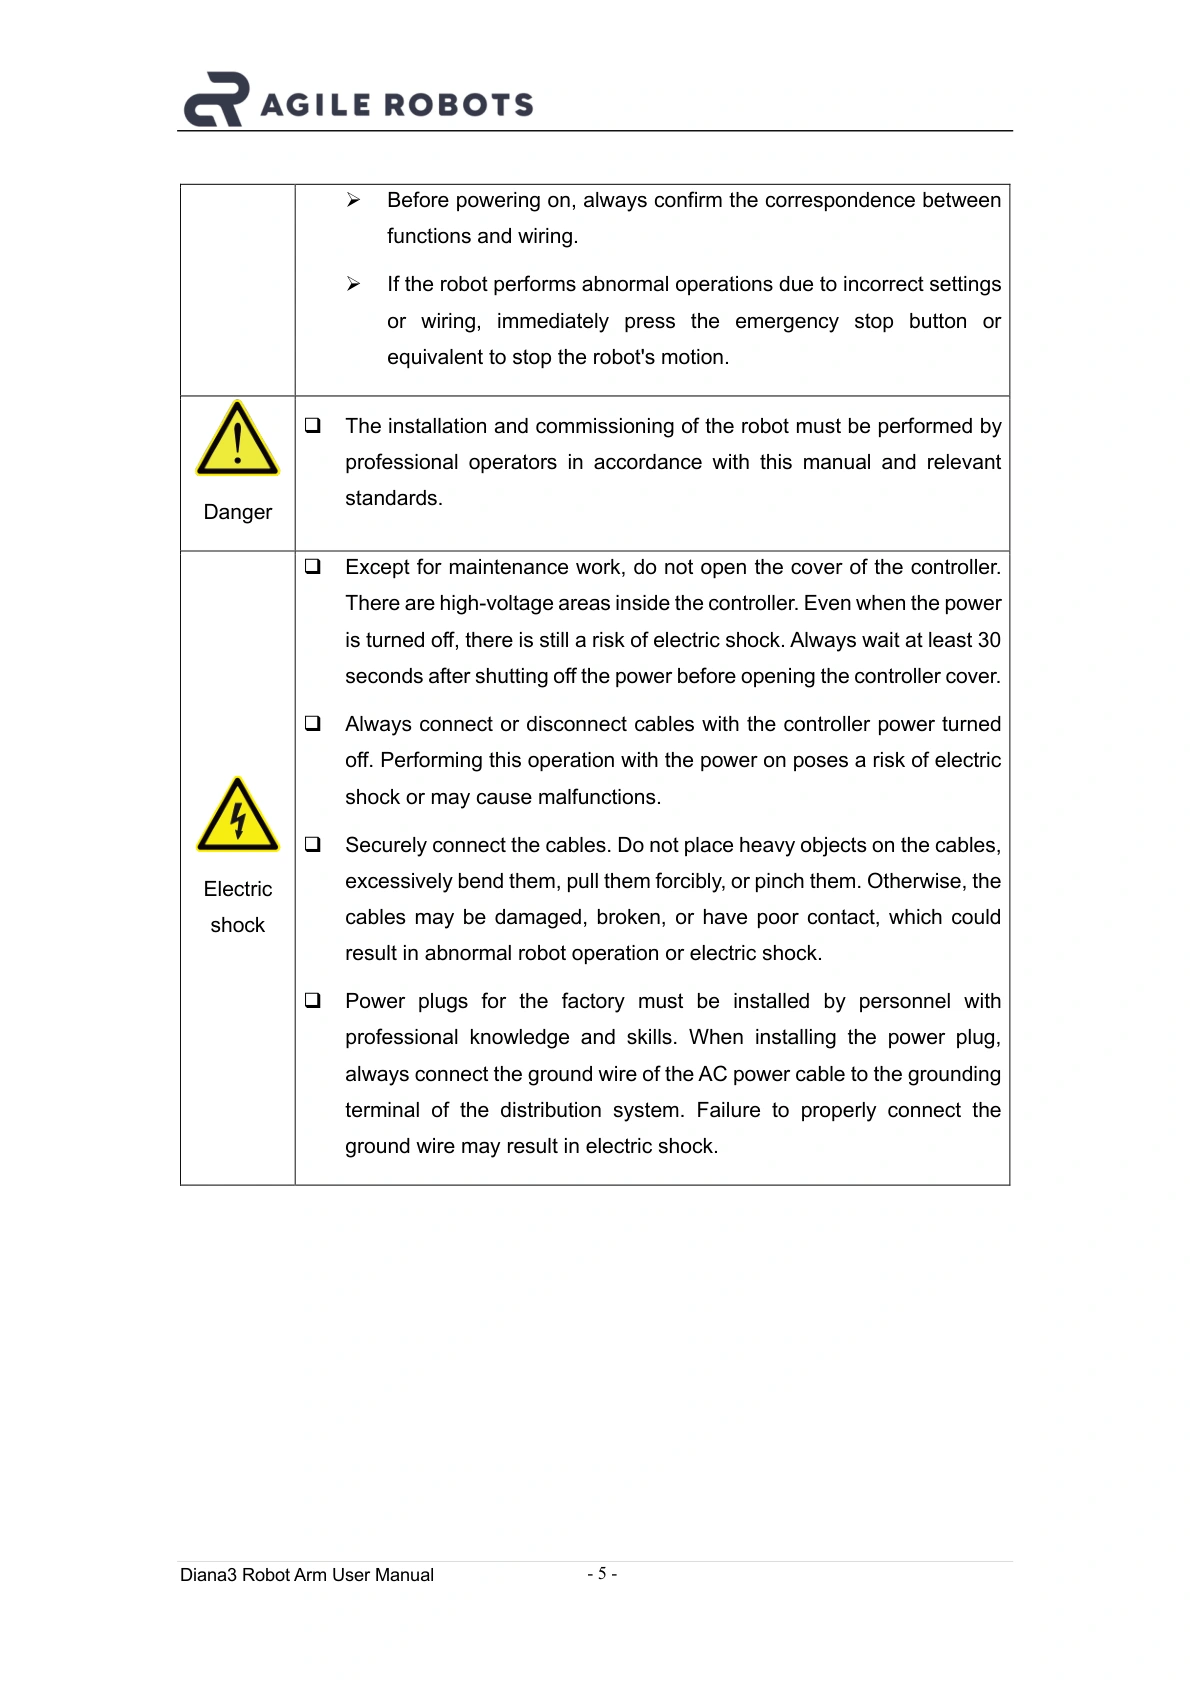 AGILE ROBOTS
➢ Before powering on, always confirm the correspondence between
functions and wiring.
➢ If the robot performs abnormal operations due to incorrect settings
or wiring, immediately press the emergency stop button or
equivalent to stop the robot's motion.
Danger
❑ The installation and commissioning of the robot must be performed by
professional operators in accordance with this manual and relevant
standards.
Electric
shock
❑ Except for maintenance work, do not open the cover of the controller.
There are high-voltage areas inside the controller. Even when the power
is turned off, there is still a risk of electric shock. Always wait at least 30
seconds after shutting off the power before opening the controller cover.
❑ Always connect or disconnect cables with the controller power turned
off. Performing this operation with the power on poses a risk of electric
shock or may cause malfunctions.
❑ Securely connect the cables. Do not place heavy objects on the cables,
excessively bend them, pull them forcibly, or pinch them. Otherwise, the
cables may be damaged, broken, or have poor contact, which could
result in abnormal robot operation or electric shock.
❑ Power plugs for the factory must be installed by personnel with
professional knowledge and skills. When installing the power plug,
always connect the ground wire of the AC power cable to the grounding
terminal of the distribution system. Failure to properly connect the
ground wire may result in electric shock.
Diana3 Robot Arm User Manual - 5 -